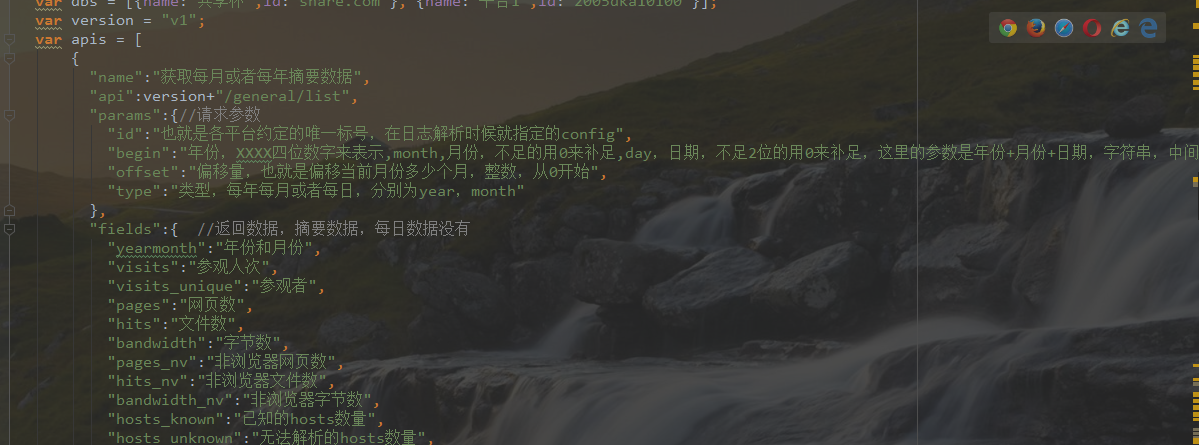 var dbs = [{name:"共享杯",id:"share.com"}, {name:"平台1",id:"2005dka10100"}];
var version = "v1";
var apis = [
{
"name":"获取每月或者每年摘要数据",
"api":version+"/general/list",
"params":{//请求参数
"id":"也就是各平台约定的唯一标号，在日志解析时候就指定的config",
"begin":"年份，XXXX四位数字来表示,month,月份，不足的用0来补足,day，日期，不足2位的用0来补足，这里的参数是年份+月份+日期，字符串，中间
"offset":"偏移量，也就是偏移当前月份多少个月，整数，从0开始",
"type":"类型，每年每月或者每日，分别为year，month"
},
"fields":{ //返回数据，摘要数据，每日数据没有
"yearmonth":"年份和月份",
"visits":"参观人次",
"visits_unique":"参观者",
"pages":"网页数",
"hits":"文件数",
"bandwidth":"字节数",
"pages_nv":"非浏览器网页数",
"hits_nv":"非浏览器文件数",
"bandwidth_nv":"非浏览器字节数",
"hosts_known":"已知的hosts数量",
"hosts_unknown":"无法解析的hosts数量",